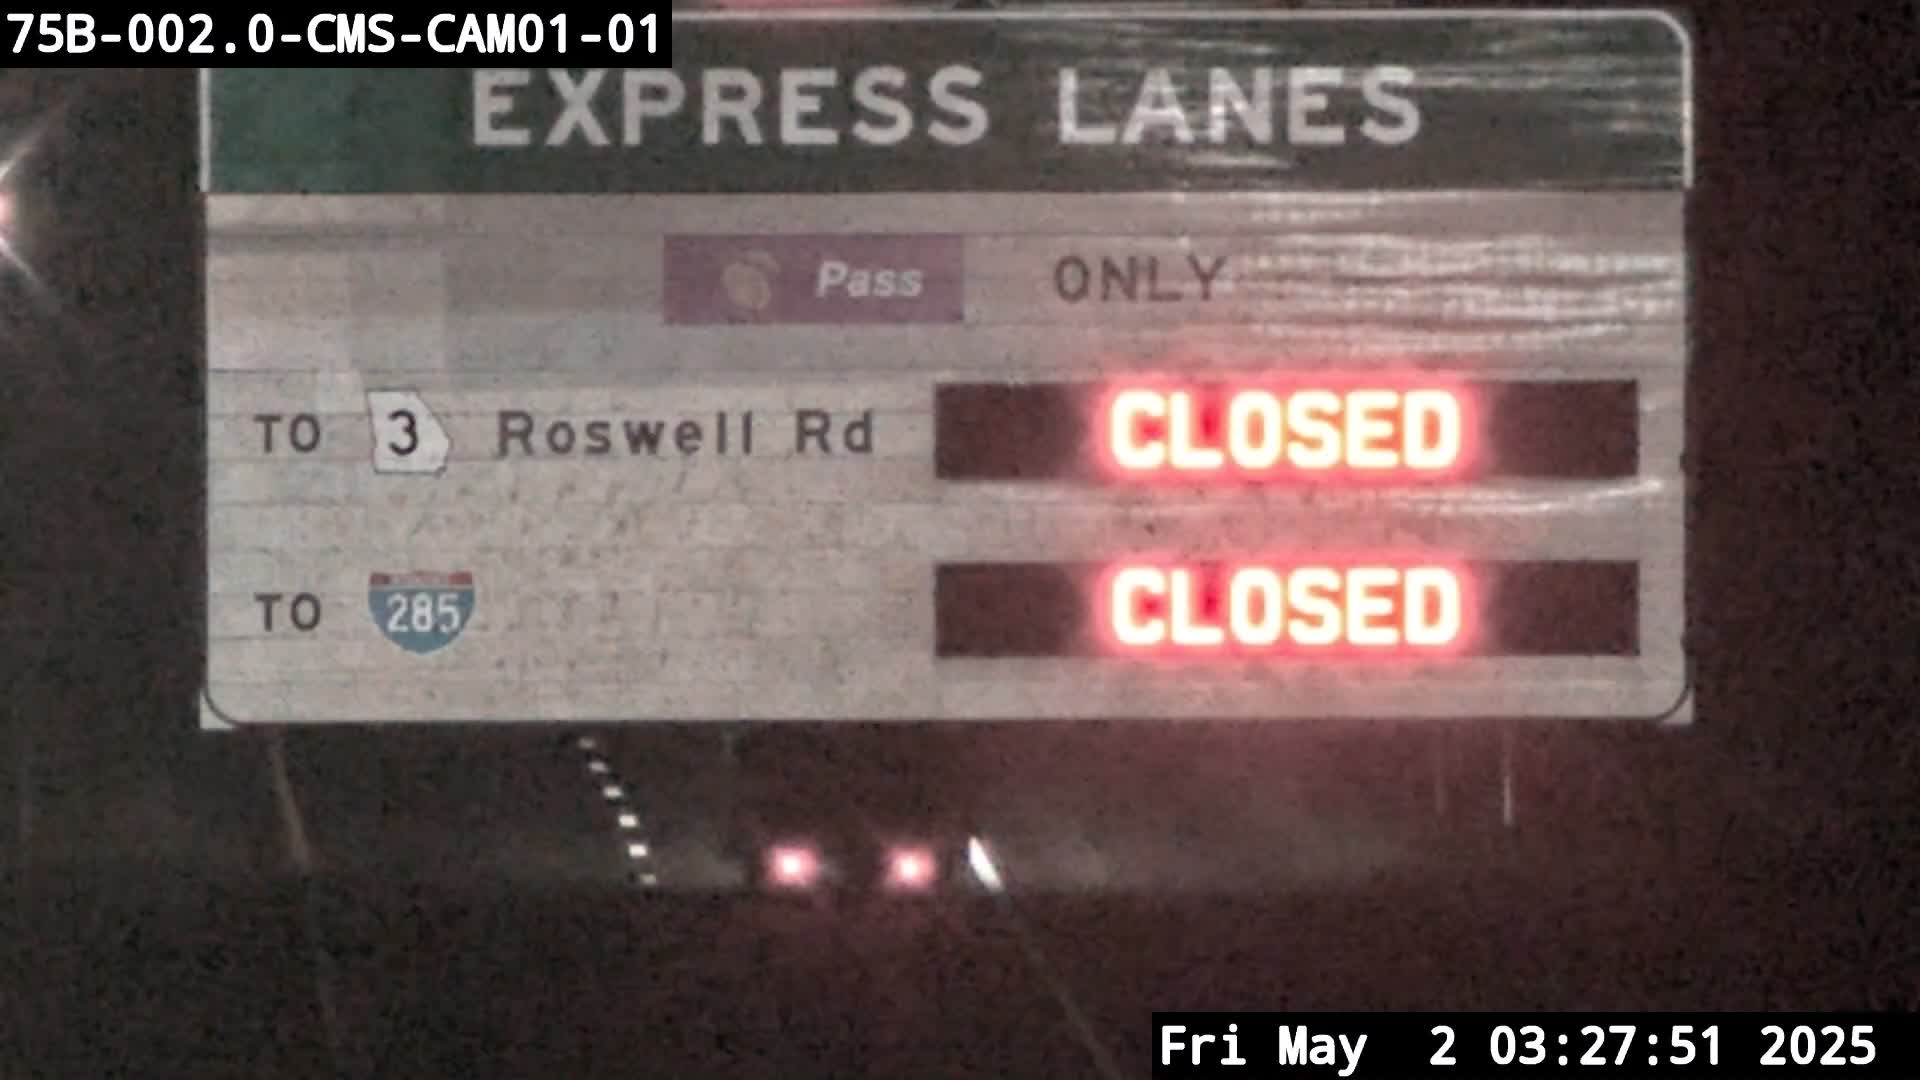 75B-002.0-CMS-CAM01-01
EXPRESS LANES
Pass ONLY
TO 3 Roswell Rd CLOSED
TO 285 CLOSED
Fri May 2 03:27:51 2025